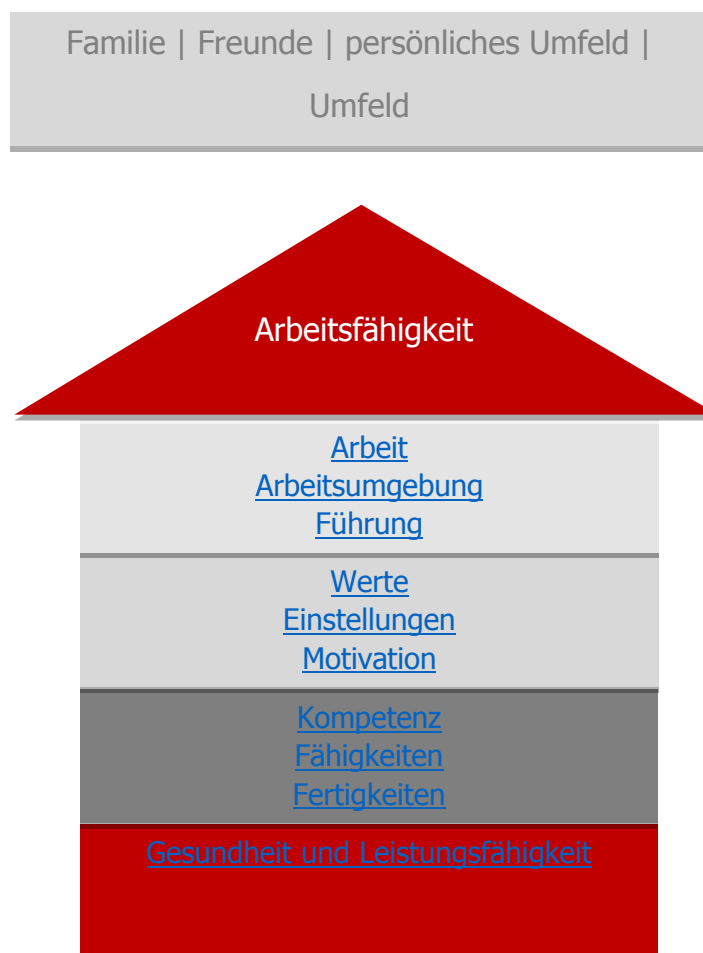 Familie | Freunde | persönliches Umfeld |
Umfeld
Arbeitsfähigkeit
Arbeit
Arbeitsumgebung
Führung
Werte
Einstellungen
Motivation
Kompetenz
Fähigkeiten
Fertigkeiten
Gesundheit und Leistungsfähigkeit